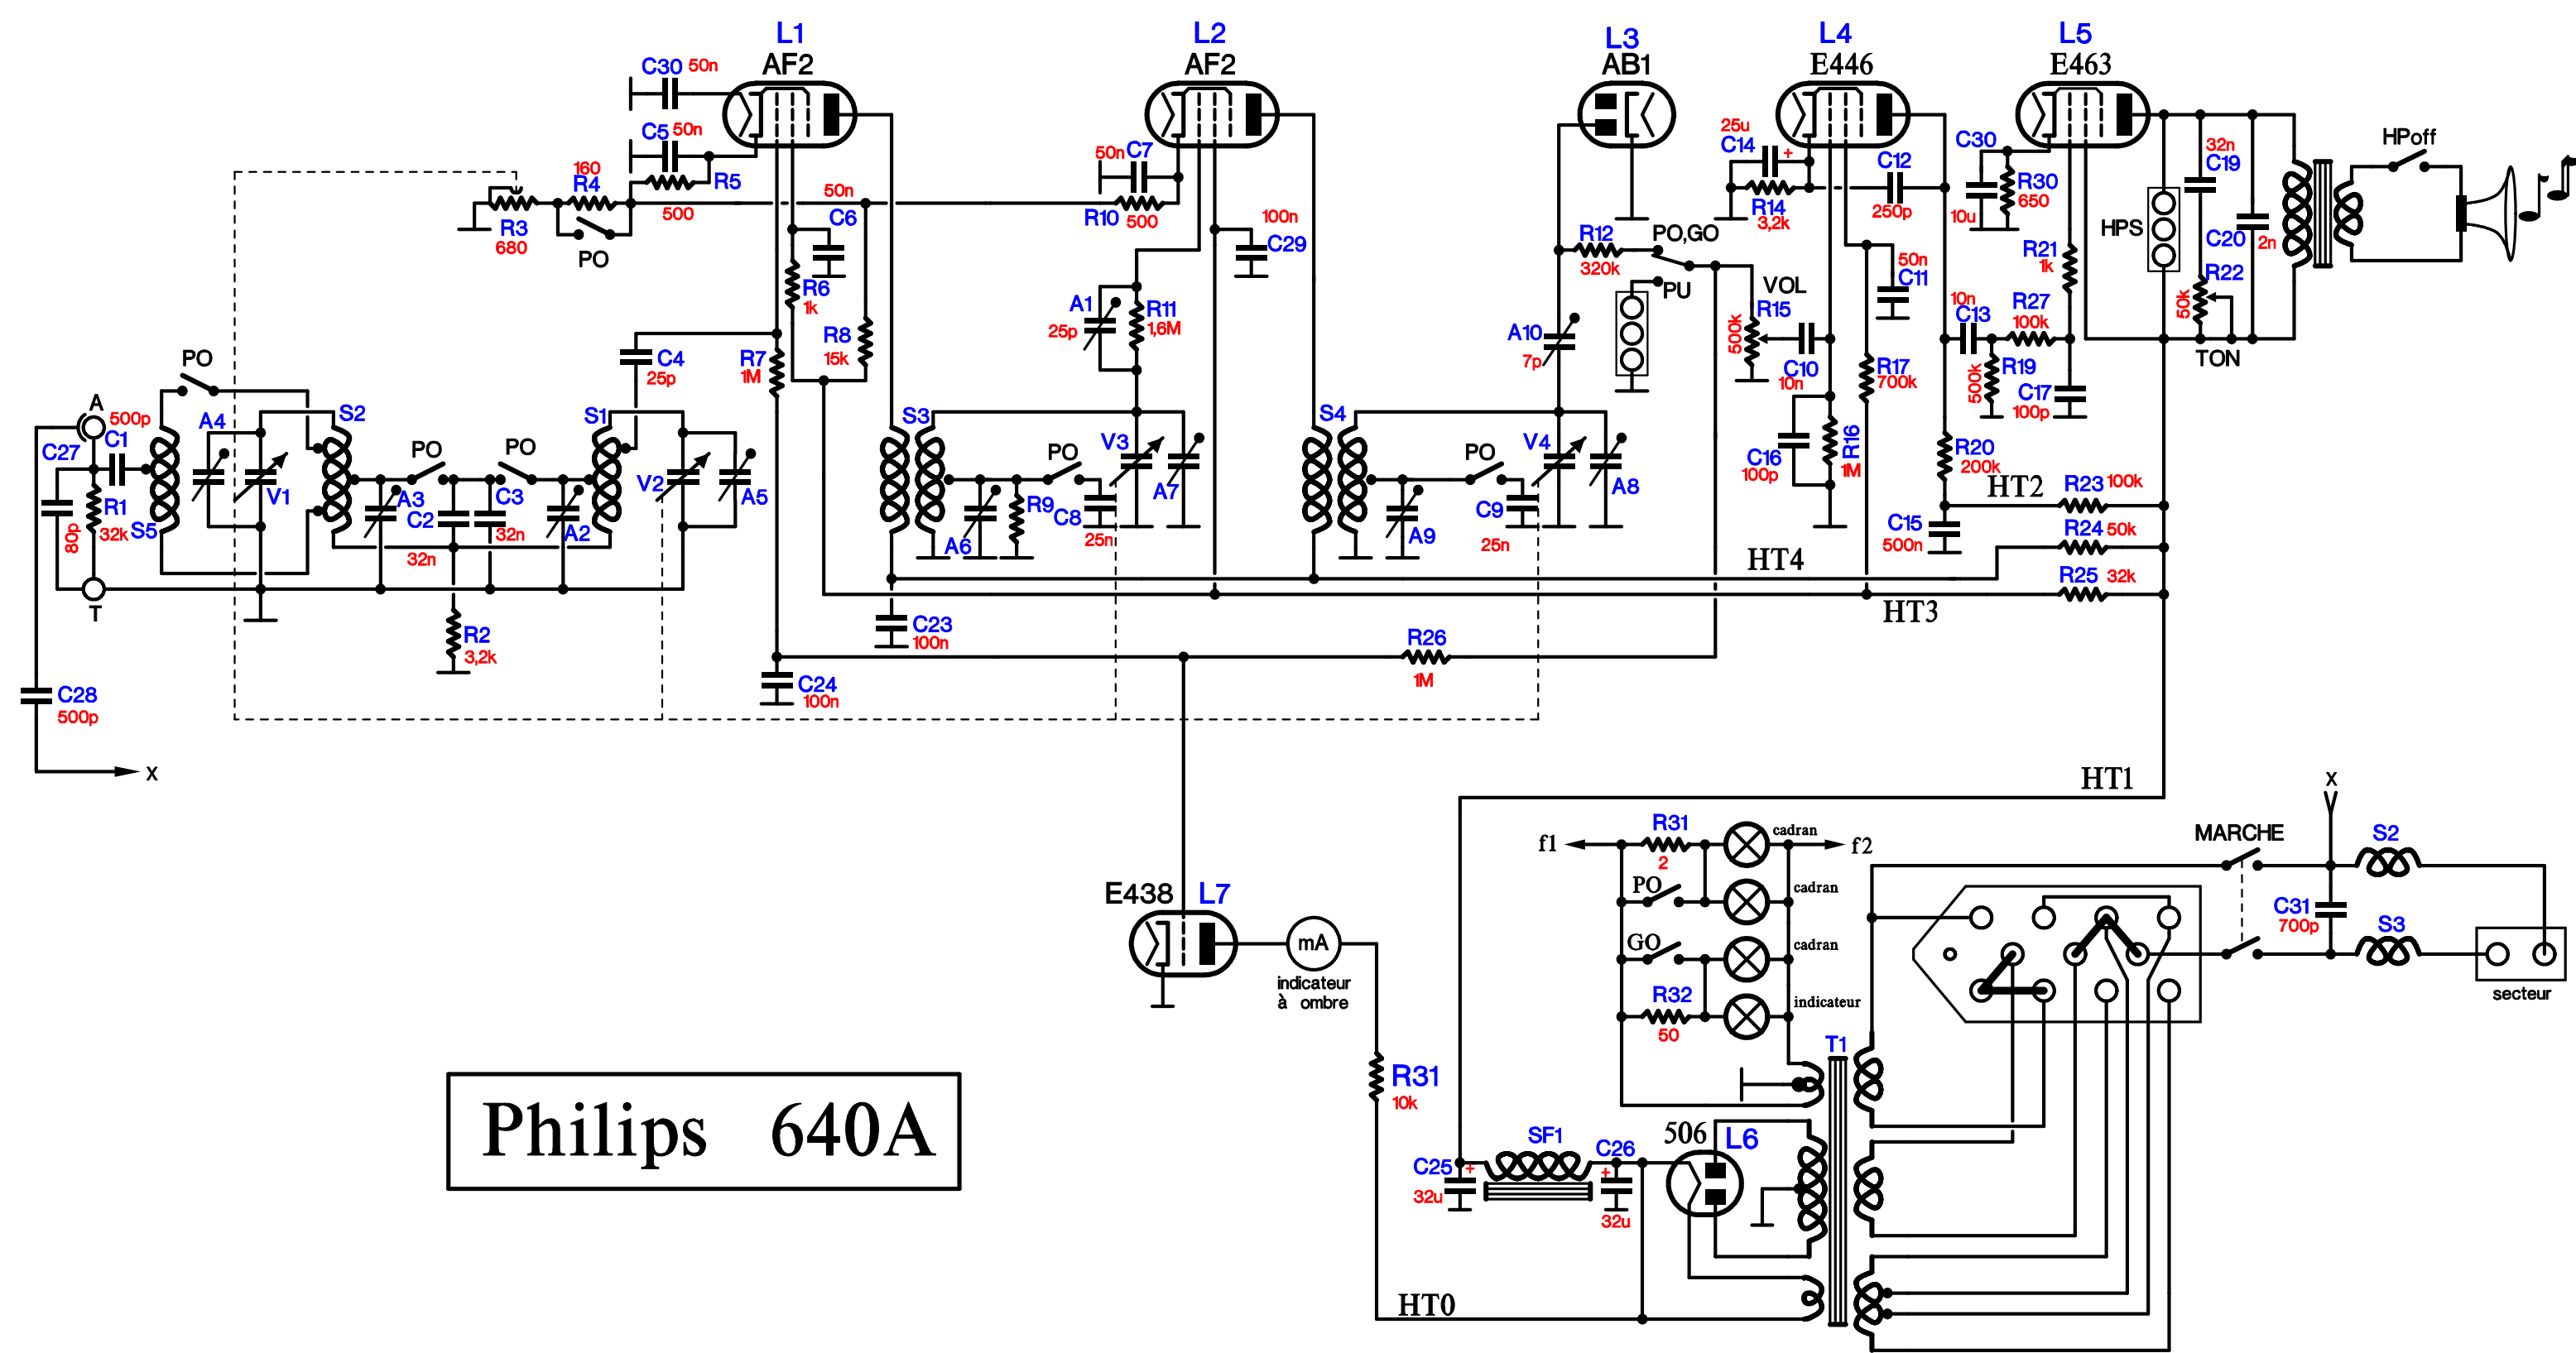 L1
AF2
L2
AF2
L3
AB1
L4
E446
L5
E463
C30 50n
C5 50n
160
R4
R5
500
R3
680
PO
50n
C6
R6
1k
R8
15k
R7
1M
C4
25p
50n C7
R10 500
100n
C29
A1
25p
R11
1,6M
A10
7p
R12
320k
PO,GO
PU
VOL
R15
500k
25u
C14
+
R14
3,2k
C12
250p
50n
C11
C10
10n
R17
700k
C16
100p
R16
1M
C30
10u
R30
650
R21
1k
10n
C13
R27
100k
R19
500k
C17
100p
HPS
32n
C19
C20
2n
R22
50k
TON
HPoff
PO
A
500p
C1
C27
80p
R1
32k
S5
T
A4
V1
S2
PO
PO
A3
C2
32n
C3
32n
A2
S1
V2
A5
R2
3,2k
C28
500p
x
S3
PO
V3
A7
A6
R9
C8
25n
S4
PO
V4
A8
A9
C9
25n
R20
200k
C15
500n
HT2
R23 100k
R24 50k
R25 32k
HT4
HT3
C23
100n
C24
100n
R26
1M
HT1
E438 L7
mA
indicateur
à ombre
R31
10k
f1
R31
2
cadran
f2
PO
cadran
GO
cadran
R32
50
indicateur
T1
506 L6
SF1
C25
+
32u
C26
+
32u
HT0
MARCHE
x
S2
C31
700p
S3
secteur
Philips 640A